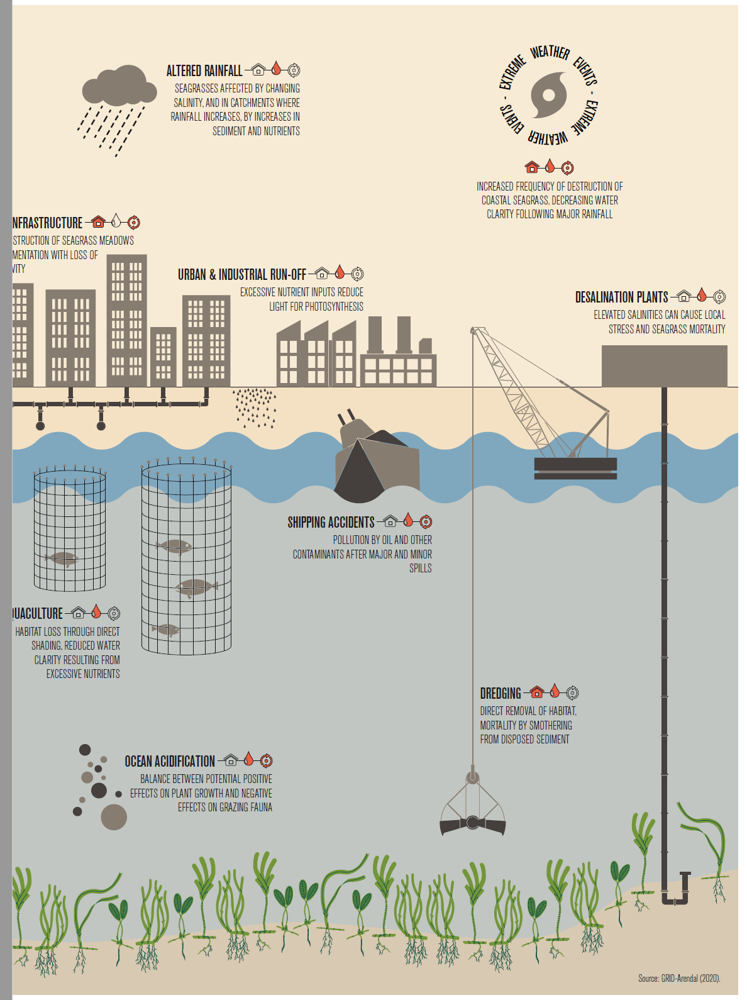 ALTERED RAINFALL
SEAGRASSES AFFECTED BY CHANGING
SALINITY, AND IN CATCHMENTS WHERE
RAINFALL INCREASES, BY INCREASES IN
SEDIMENT AND NUTRIENTS
EXTREME WEATHER EVENTS - EXTREME WEATHER EVENTS -
INCREASED FREQUENCY OF DESTRUCTION OF
COASTAL SEAGRASS, DECREASING WATER
CLARITY FOLLOWING MAJOR RAINFALL
NFRASTRUCTURE
STRUCTION OF SEAGRASS MEADOWS
MENTATION WITH LOSS OF
VITY
URBAN & INDUSTRIAL RUN-OFF
EXCESSIVE NUTRIENT INPUTS REDUCE
LIGHT FOR PHOTOSYNTHESIS
DESALINATION PLANTS
ELEVATED SALINITIES CAN CAUSE LOCAL
STRESS AND SEAGRASS MORTALITY
SHIPPING ACCIDENTS
POLLUTION BY OIL AND OTHER
CONTAMINANTS AFTER MAJOR AND MINOR
SPILLS
QUACULTURE
HABITAT LOSS THROUGH DIRECT
SHADING, REDUCED WATER
CLARITY RESULTING FROM
EXCESSIVE NUTRIENTS
DREDGING
DIRECT REMOVAL OF HABITAT,
MORTALITY BY SMOTHERING
FROM DISPOSED SEDIMENT
OCEAN ACIDIFICATION
BALANCE BETWEEN POTENTIAL POSITIVE
EFFECTS ON PLANT GROWTH AND NEGATIVE
EFFECTS ON GRAZING FAUNA
Source: GRID-Arendal (2020).